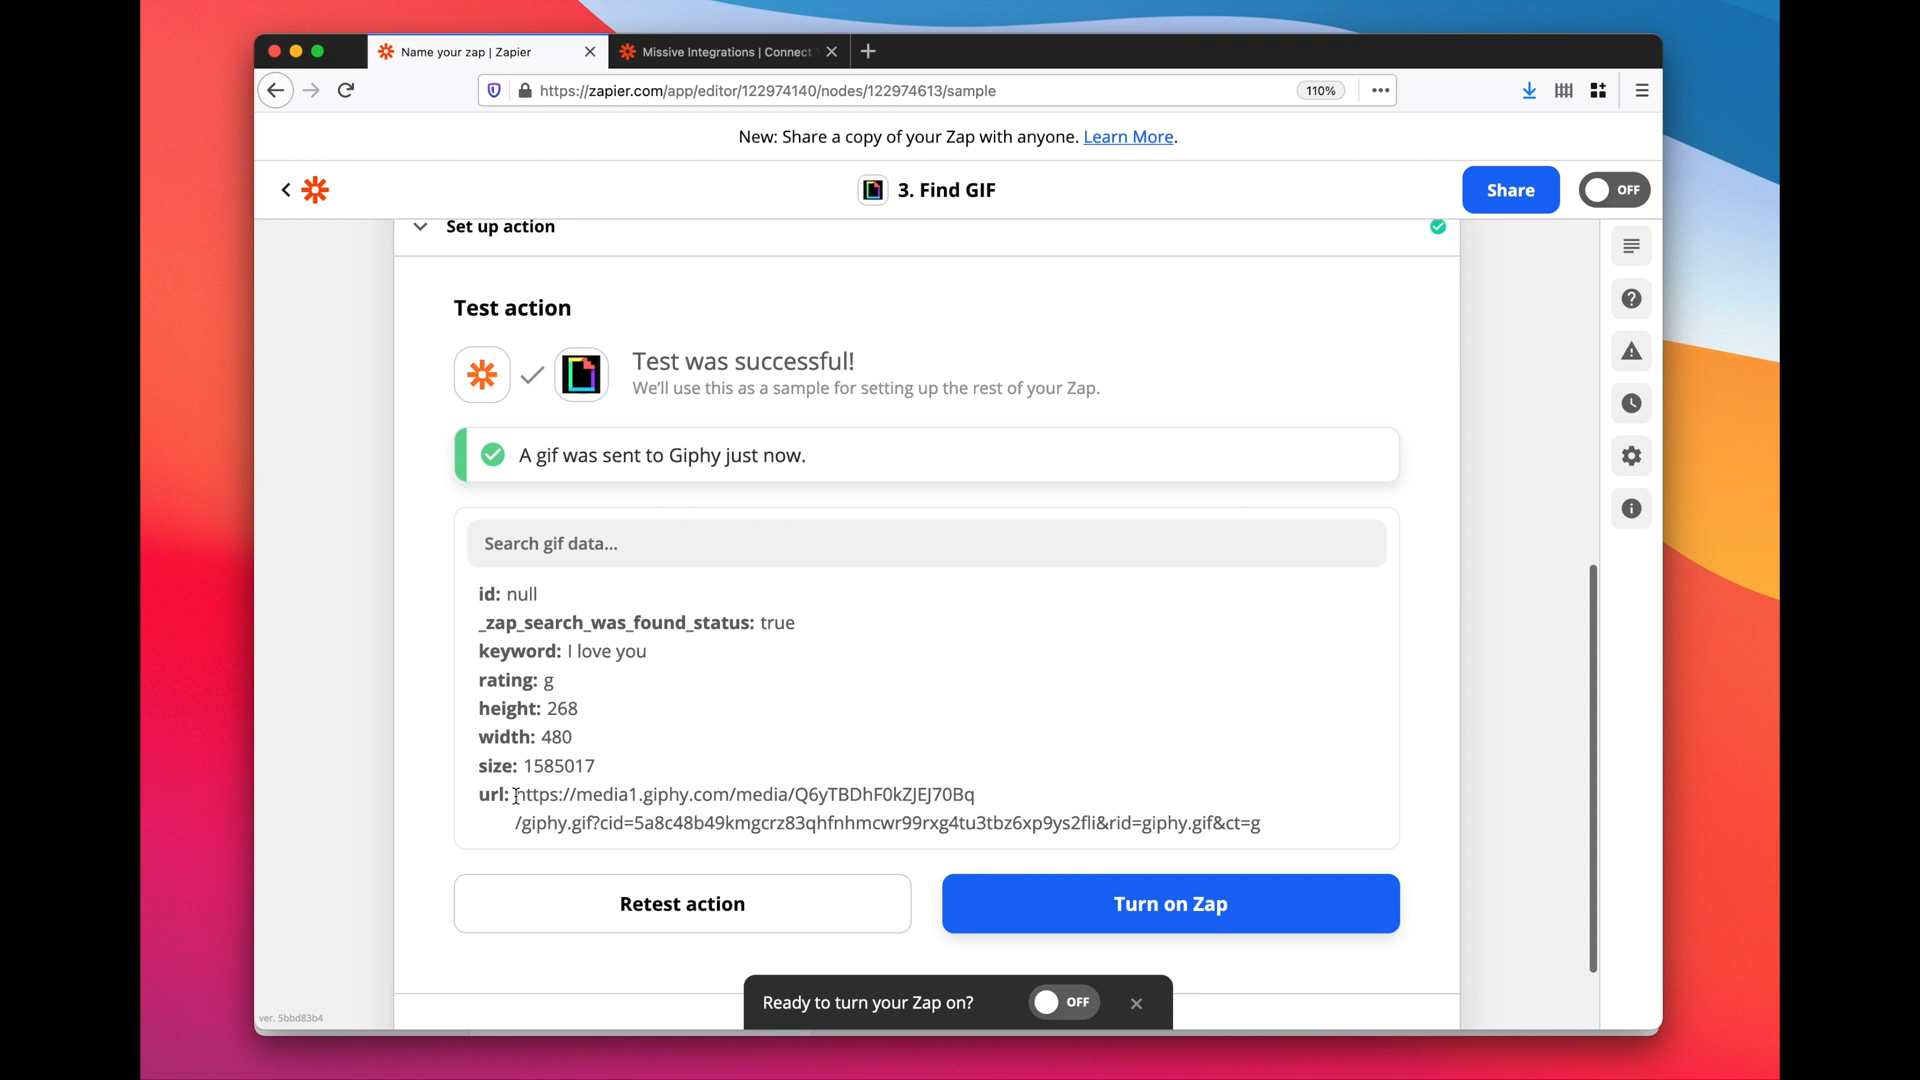 Name your zap | Zapier
Missive Integrations | Connect
https://zapier.com/app/editor/122974140/nodes/122974613/sample
110%
New: Share a copy of your Zap with anyone. Learn More.
3. Find GIF
Share
OFF
Set up action
Test action
Test was successful!
We'll use this as a sample for setting up the rest of your Zap.
A gif was sent to Giphy just now.
Search gif data...
id: null
_zap_search_was_found_status: true
keyword: I love you
rating: g
height: 268
width: 480
size: 1585017
url: https://media1.giphy.com/media/Q6yTBDhF0kZJEJ70Bq
/giphy.gif?cid=5a8c48b49kmgcrz83qhfnhmcwr99rxg4tu3tbz6xp9ys2fli&rid=giphy.gif&ct=g
Retest action
Turn on Zap
Ready to turn your Zap on?
OFF
ver. 5bbd83b4